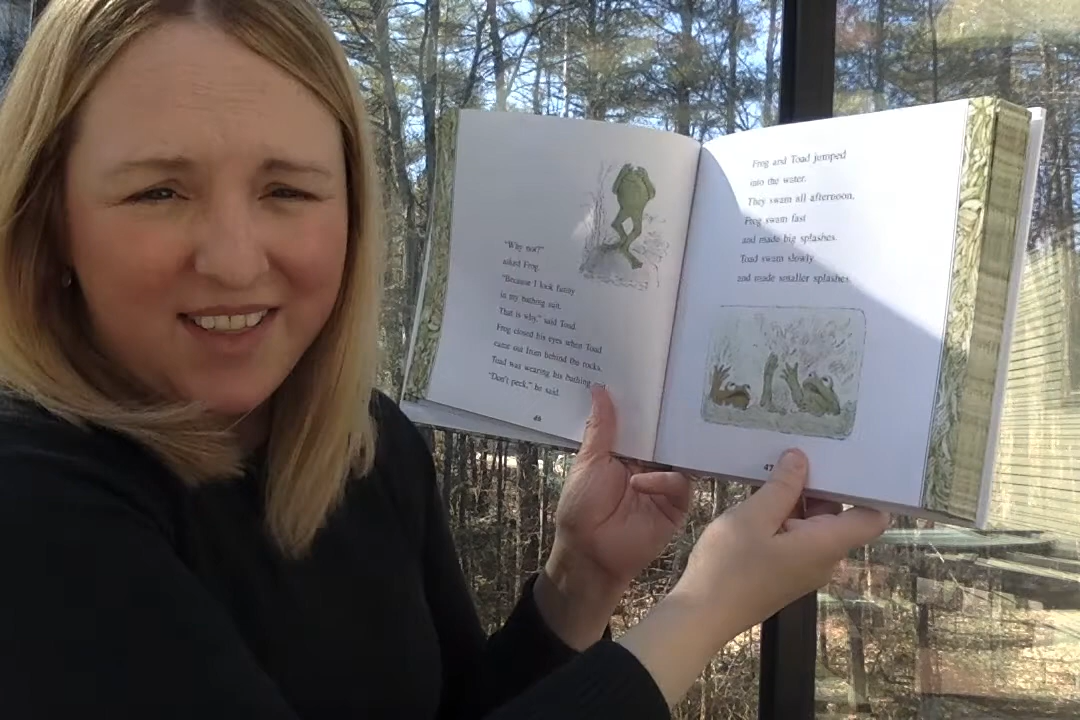 "Why not?"
asked Frog.
"Because I look funny
in my bathing suit.
That is why," said Toad.
Frog closed his eyes when Toad
came out from behind the rocks.
Toad was wearing his bathing suit.
"Don't peek," he said.
46
Frog and Toad jumped
into the water.
They swam all afternoon.
Frog swam fast
and made big splashes.
Toad swam slowly
and made smaller splashes.
47